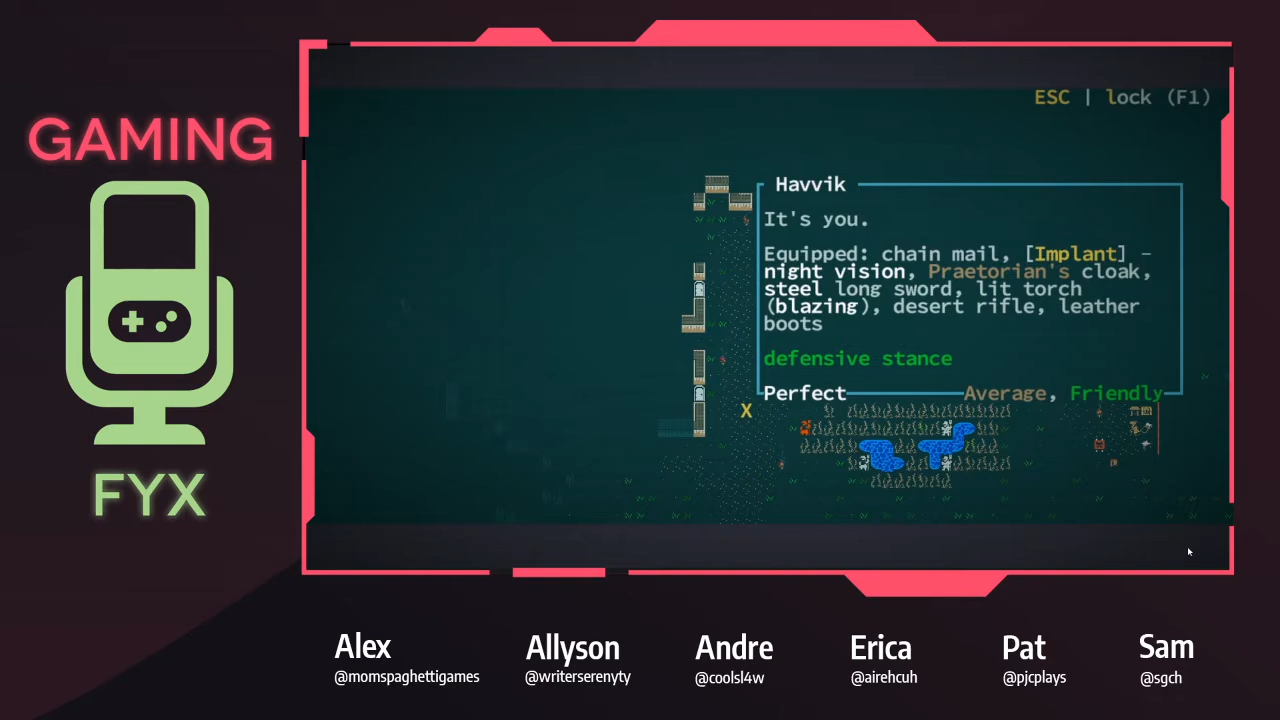 GAMING
FYX
ESC | lock (F1)
Havvik
It's you.
Equipped: chain mail, [Implant] –
night vision, Praetorian's cloak,
steel long sword, lit torch
(blazing), desert rifle, leather
boots
defensive stance
Perfect Average, Friendly
X
Alex Allyson Andre Erica Pat Sam
@momspaghettigames @writerserenyty @coolsl4w @airehcuh @pjcplays @sgch